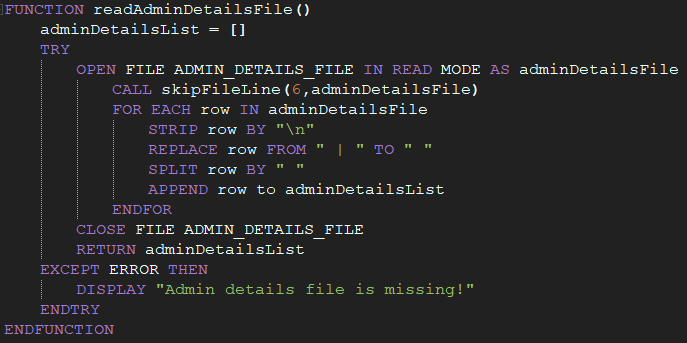 FUNCTION readAdminDetailsFile()
    adminDetailsList = []
    TRY
        OPEN FILE ADMIN_DETAILS_FILE IN READ MODE AS adminDetailsFile
            CALL skipFileLine(6,adminDetailsFile)
            FOR EACH row IN adminDetailsFile
                STRIP row BY "\n"
                REPLACE row FROM " | " TO " "
                SPLIT row BY " "
                APPEND row to adminDetailsList
            ENDFOR
        CLOSE FILE ADMIN_DETAILS_FILE
        RETURN adminDetailsList
    EXCEPT ERROR THEN
        DISPLAY "Admin details file is missing!"
    ENDTRY
ENDFUNCTION